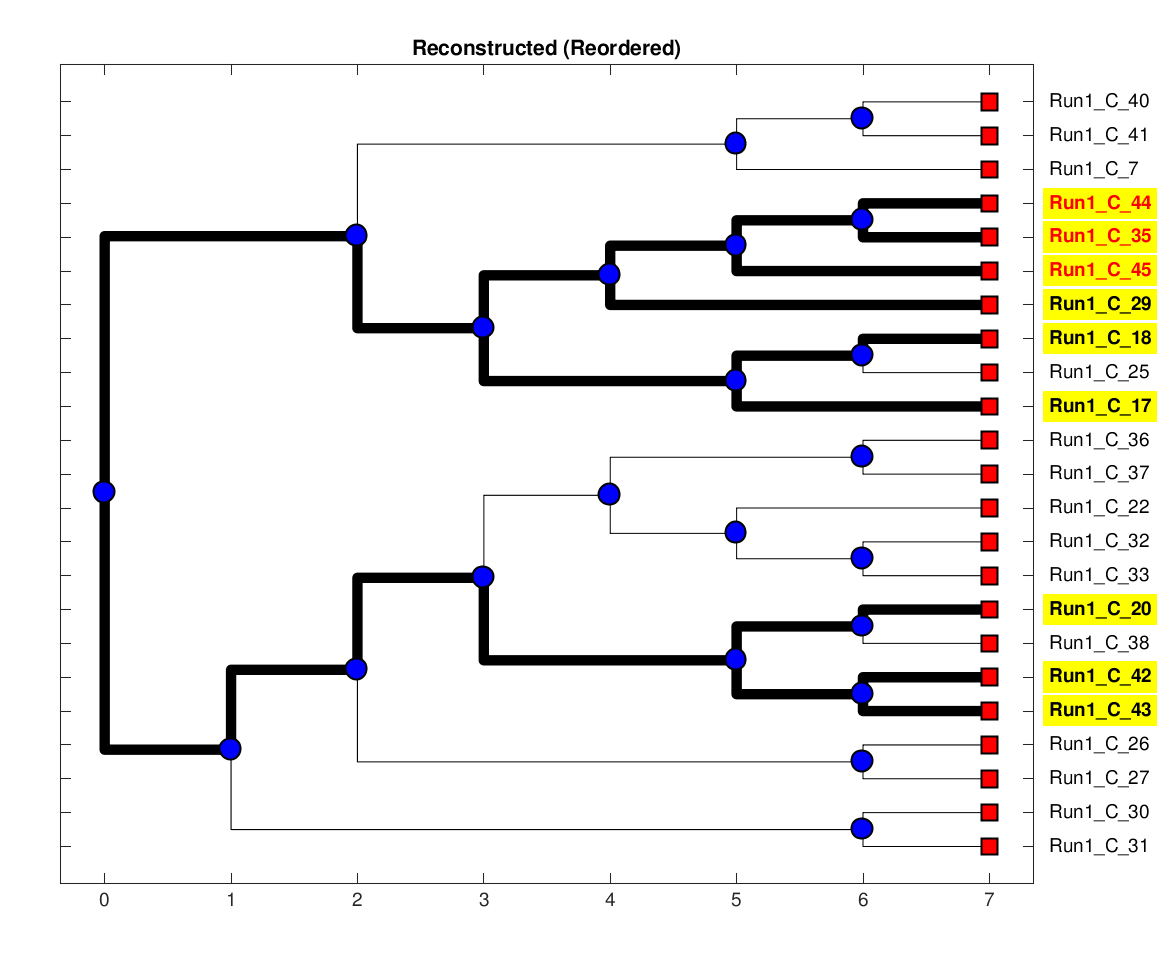 Reconstructed (Reordered)
Run1_C_40
Run1_C_41
Run1_C_7
Run1_C_44
Run1_C_35
Run1_C_45
Run1_C_29
Run1_C_18
Run1_C_25
Run1_C_17
Run1_C_36
Run1_C_37
Run1_C_22
Run1_C_32
Run1_C_33
Run1_C_20
Run1_C_38
Run1_C_42
Run1_C_43
Run1_C_26
Run1_C_27
Run1_C_30
Run1_C_31
0 1 2 3 4 5 6 7